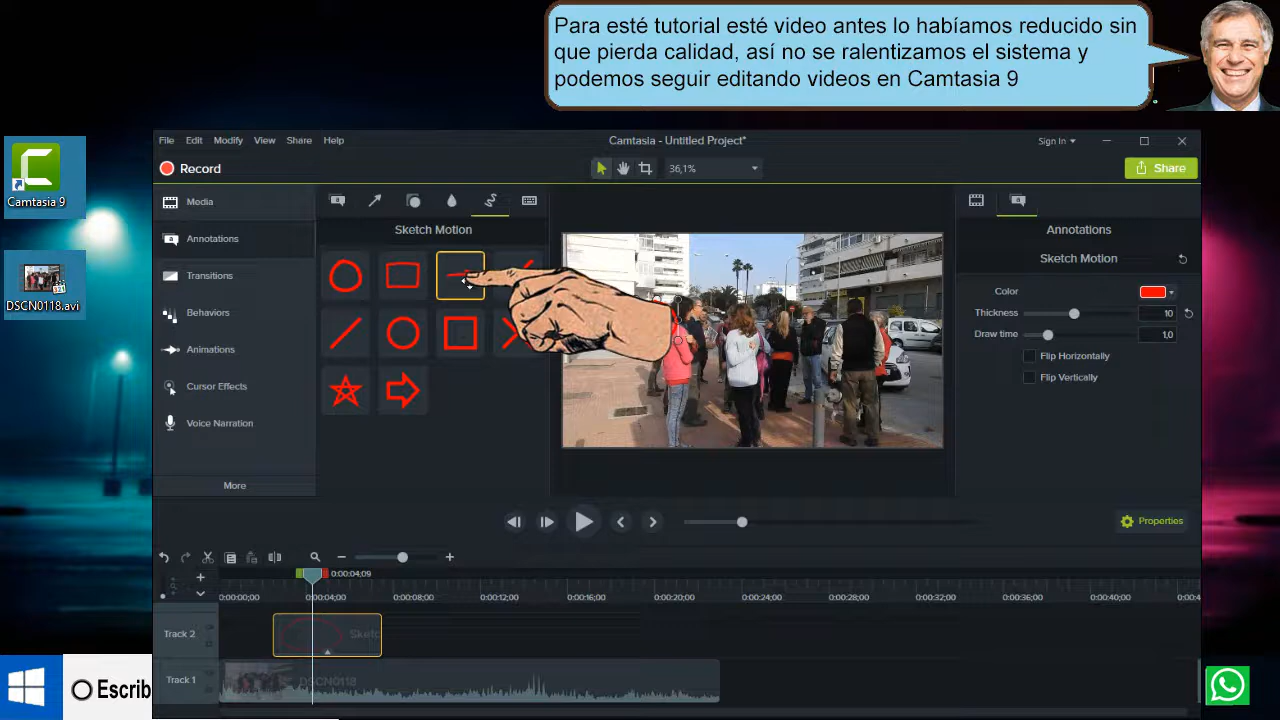 Para esté tutorial esté video antes lo habíamos reducido sin
que pierda calidad, así no se ralentizamos el sistema y
podemos seguir editando videos en Camtasia 9
File Edit Modify View Share Help
Camtasia - Untitled Project*
Sign In
Record
36,1%
Share
Camtasia 9
DSCN0118.avi
Media
Annotations
Transitions
Behaviors
Animations
Cursor Effects
Voice Narration
More
Sketch Motion
Annotations
Sketch Motion
Color
Thickness 10
Draw time 1,0
Flip Horizontally
Flip Vertically
Properties
0:00:04;09
0:00:00;00 0:00:04;00 0:00:08;00 0:00:12;00 0:00:16;00 0:00:20;00 0:00:24;00 0:00:28;00 0:00:32;00 0:00:36;00 0:00:40;00 0:00:4
Track 2
Sketc
Track 1
DSCN0118
Escrib